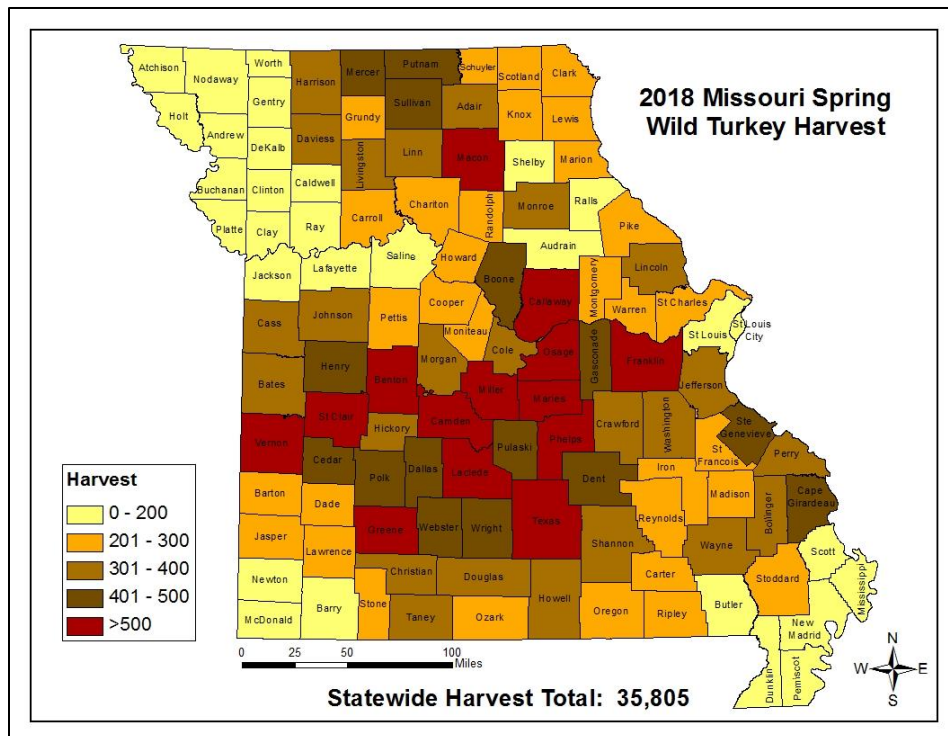 2018 Missouri Spring
Wild Turkey Harvest
Atchison
Nodaway
Worth
Harrison
Mercer
Putnam
Schuyler
Scotland
Clark
Holt
Gentry
Andrew
DeKalb
Daviess
Grundy
Sullivan
Adair
Knox
Lewis
Livingston
Linn
Macon
Shelby
Marion
Buchanan
Clinton
Caldwell
Carroll
Chariton
Randolph
Monroe
Ralls
Pike
Platte
Clay
Ray
Audrain
Jackson
Lafayette
Saline
Howard
Boone
Callaway
Montgomery
Lincoln
Warren
St Charles
St Louis
St Louis
City
Cass
Johnson
Pettis
Cooper
Moniteau
Morgan
Cole
Osage
Gasconade
Franklin
Jefferson
Bates
Henry
Benton
Miller
Maries
Vernon
St Clair
Hickory
Camden
Pulaski
Phelps
Crawford
Washington
Ste
Genevieve
St
Francois
Perry
Cedar
Polk
Dallas
Laclede
Dent
Iron
Madison
Bollinger
Cape
Girardeau
Barton
Dade
Greene
Webster
Wright
Texas
Reynolds
Shannon
Wayne
Jasper
Lawrence
Christian
Douglas
Howell
Carter
Stoddard
Scott
Mississippi
Newton
McDonald
Barry
Stone
Taney
Ozark
Oregon
Ripley
Butler
New
Madrid
Dunklin
Pemiscot
Harvest
0 - 200
201 - 300
301 - 400
401 - 500
>500
0 25 50 100
Miles
Statewide Harvest Total: 35,805
N
W E
S